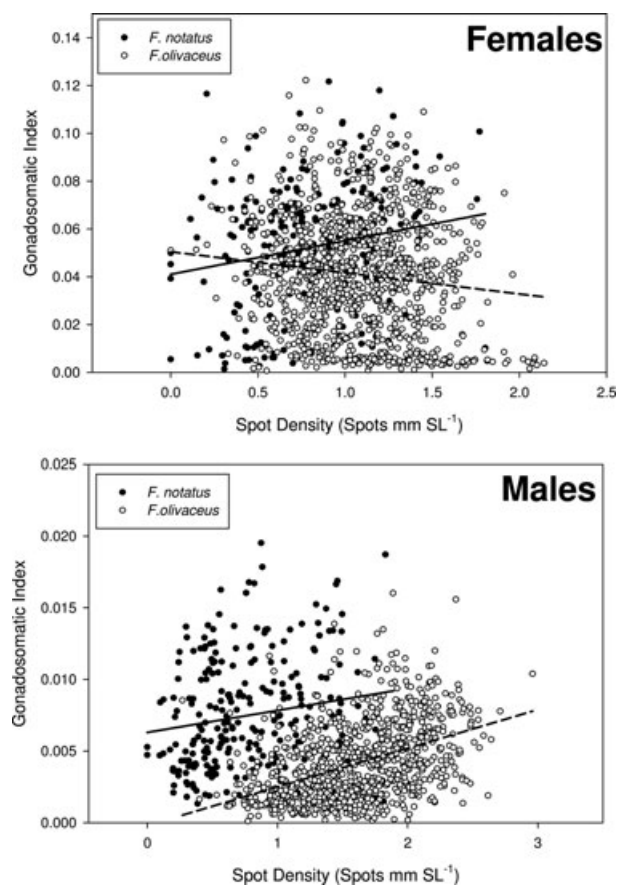 Females
F. notatus
F.olivaceus
0.14
0.12
0.10
0.08
0.06
0.04
0.02
0.00
Gonadosomatic Index
0.0 0.5 1.0 1.5 2.0 2.5
Spot Density (Spots mm SL⁻¹)
Males
F. notatus
F.olivaceus
0.025
0.020
0.015
0.010
0.005
0.000
Gonadosomatic Index
0 1 2 3
Spot Density (Spots mm SL⁻¹)